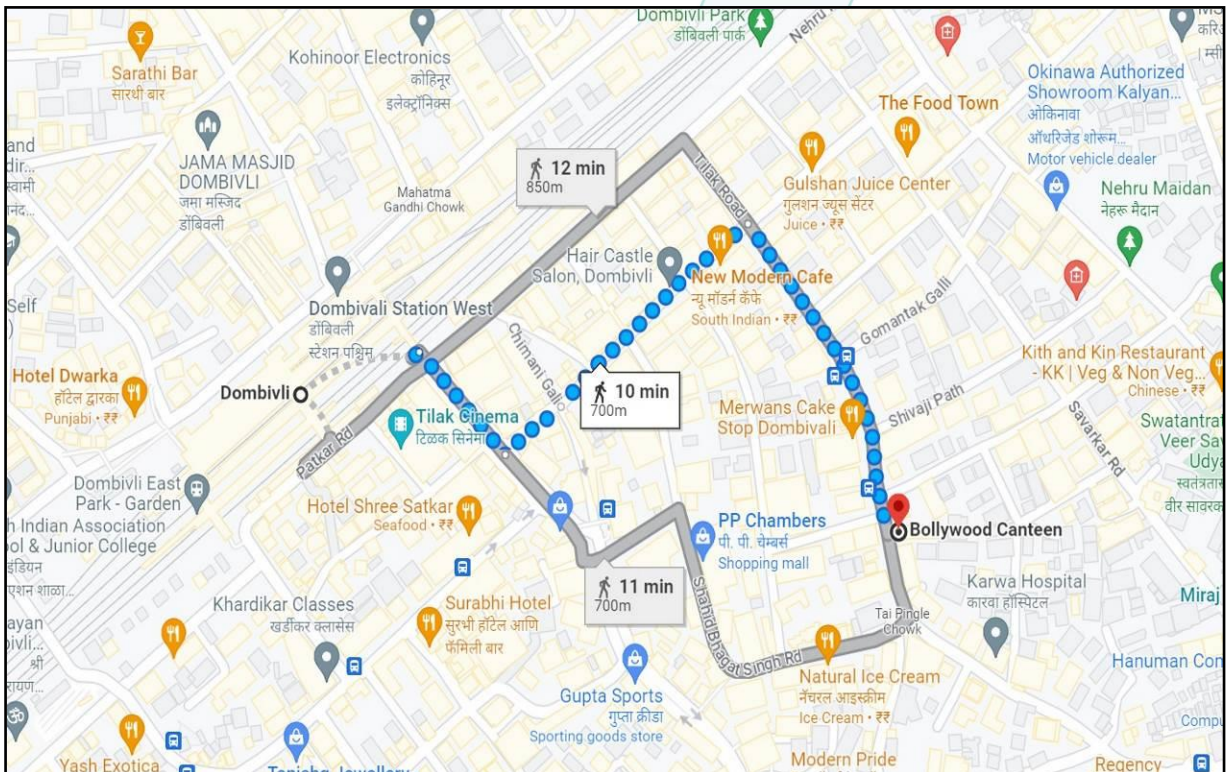 Dombivli Park
डोंबिवली पार्क
Nehru R
Sarathi Bar
सारथी बार
Kohinoor Electronics
कोहिनूर
इलेक्ट्रॉनिक्स
Okinawa Authorized
Showroom Kalyan...
ओकिनावा
ऑथरिजेड शोरूम...
Motor vehicle dealer
The Food Town
JAMA MASJID
DOMBIVLI
जमा मस्जिद
डोंबिवली
12 min
850m
Mahatma
Gandhi Chowk
Tilak Road
Gulshan Juice Center
गुलशन ज्यूस सेंटर
Juice • ₹₹
Nehru Maidan
नेहरू मैदान
Hair Castle
Salon, Dombivli
New Modern Cafe
न्यू मॉडर्न कॅफे
South Indian • ₹₹
Self
Dombivali Station West
डोंबिवली
स्टेशन पश्चिम
Chimani Galli
Gomantak Galli
Kith and Kin Restaurant
- KK | Veg & Non Veg...
Chinese • ₹₹
Hotel Dwarka
हॉटेल द्वारका
Punjabi • ₹₹
Dombivli
10 min
700m
Shivaji Path
Savarkar Rd
Merwans Cake
Stop Dombivali
Tilak Cinema
टिळक सिनेमा
Patkar Rd
Swatantrat
Veer Sav
Udya
वीर सावरक
Dombivli East
Park - Garden
Hotel Shree Satkar
Seafood • ₹₹
h Indian Association
ol & Junior College
PP Chambers
पी. पी. चेम्बर्स
Shopping mall
Bollywood Canteen
11 min
700m
Shahid Bhagat Singh Rd
Karwa Hospital
कारवा हॉस्पिटल
Tai Pingle
Chowk
Miraj
Khardikar Classes
खर्डीकर क्लासेस
Surabhi Hotel
सुरभी हॉटेल आणि
फॅमिली बार
Natural Ice Cream
नॅचरल आइस्क्रीम
Ice Cream • ₹₹
Hanuman Con
Gupta Sports
गुप्ता क्रीडा
Sporting goods store
Yash Exotica
Modern Pride
Regency